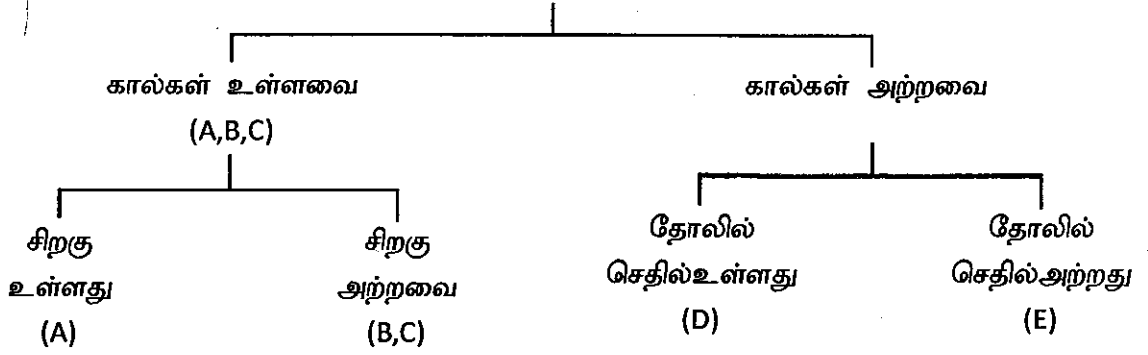 கால்கள் உள்ளவை
(A,B,C)
கால்கள் அற்றவை
சிறகு
உள்ளது
(A)
சிறகு
அற்றவை
(B,C)
தோலில்
செதில்உள்ளது
(D)
தோலில்
செதில்அற்றது
(E)